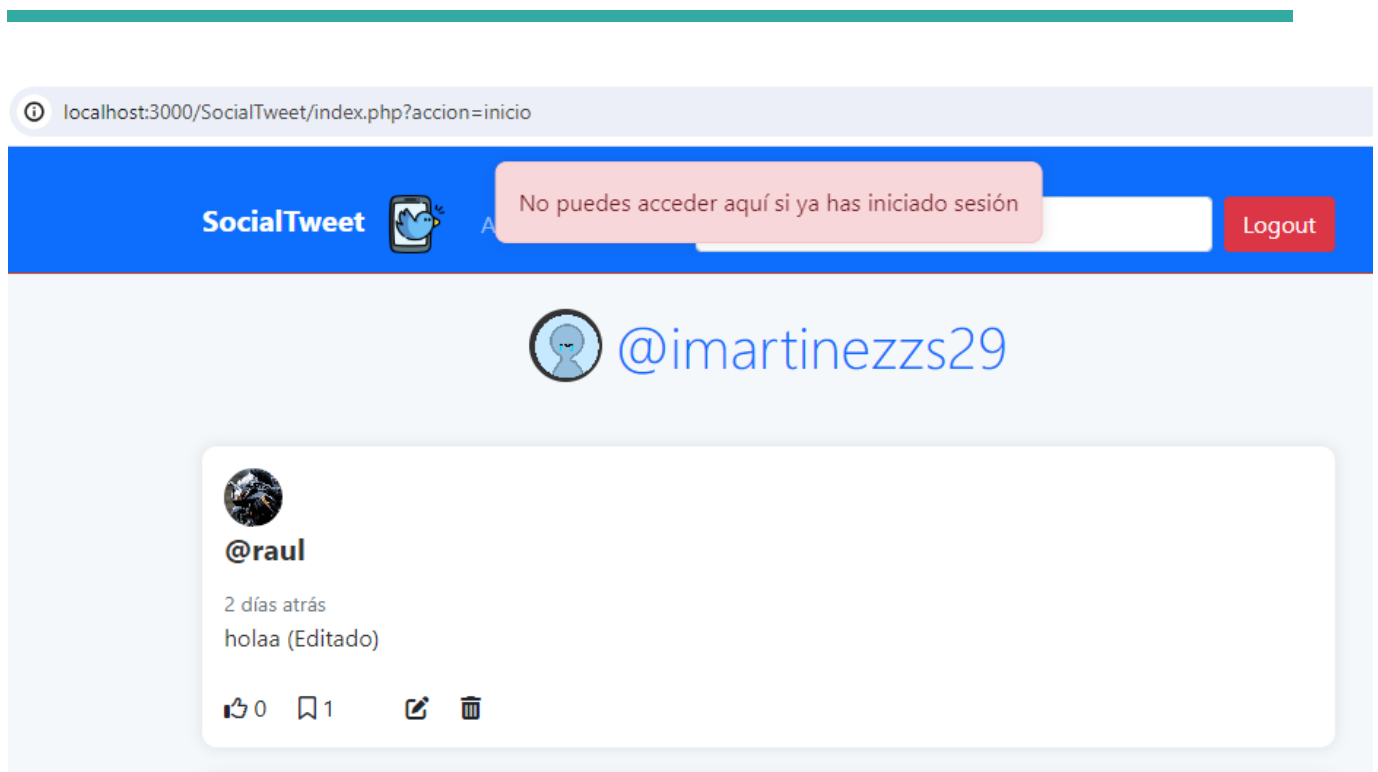 localhost:3000/SocialTweet/index.php?accion=inicio
No puedes acceder aquí si ya has iniciado sesión
SocialTweet
Logout
@imartinezzs29
@raul
2 días atrás
holaa (Editado)
0 1